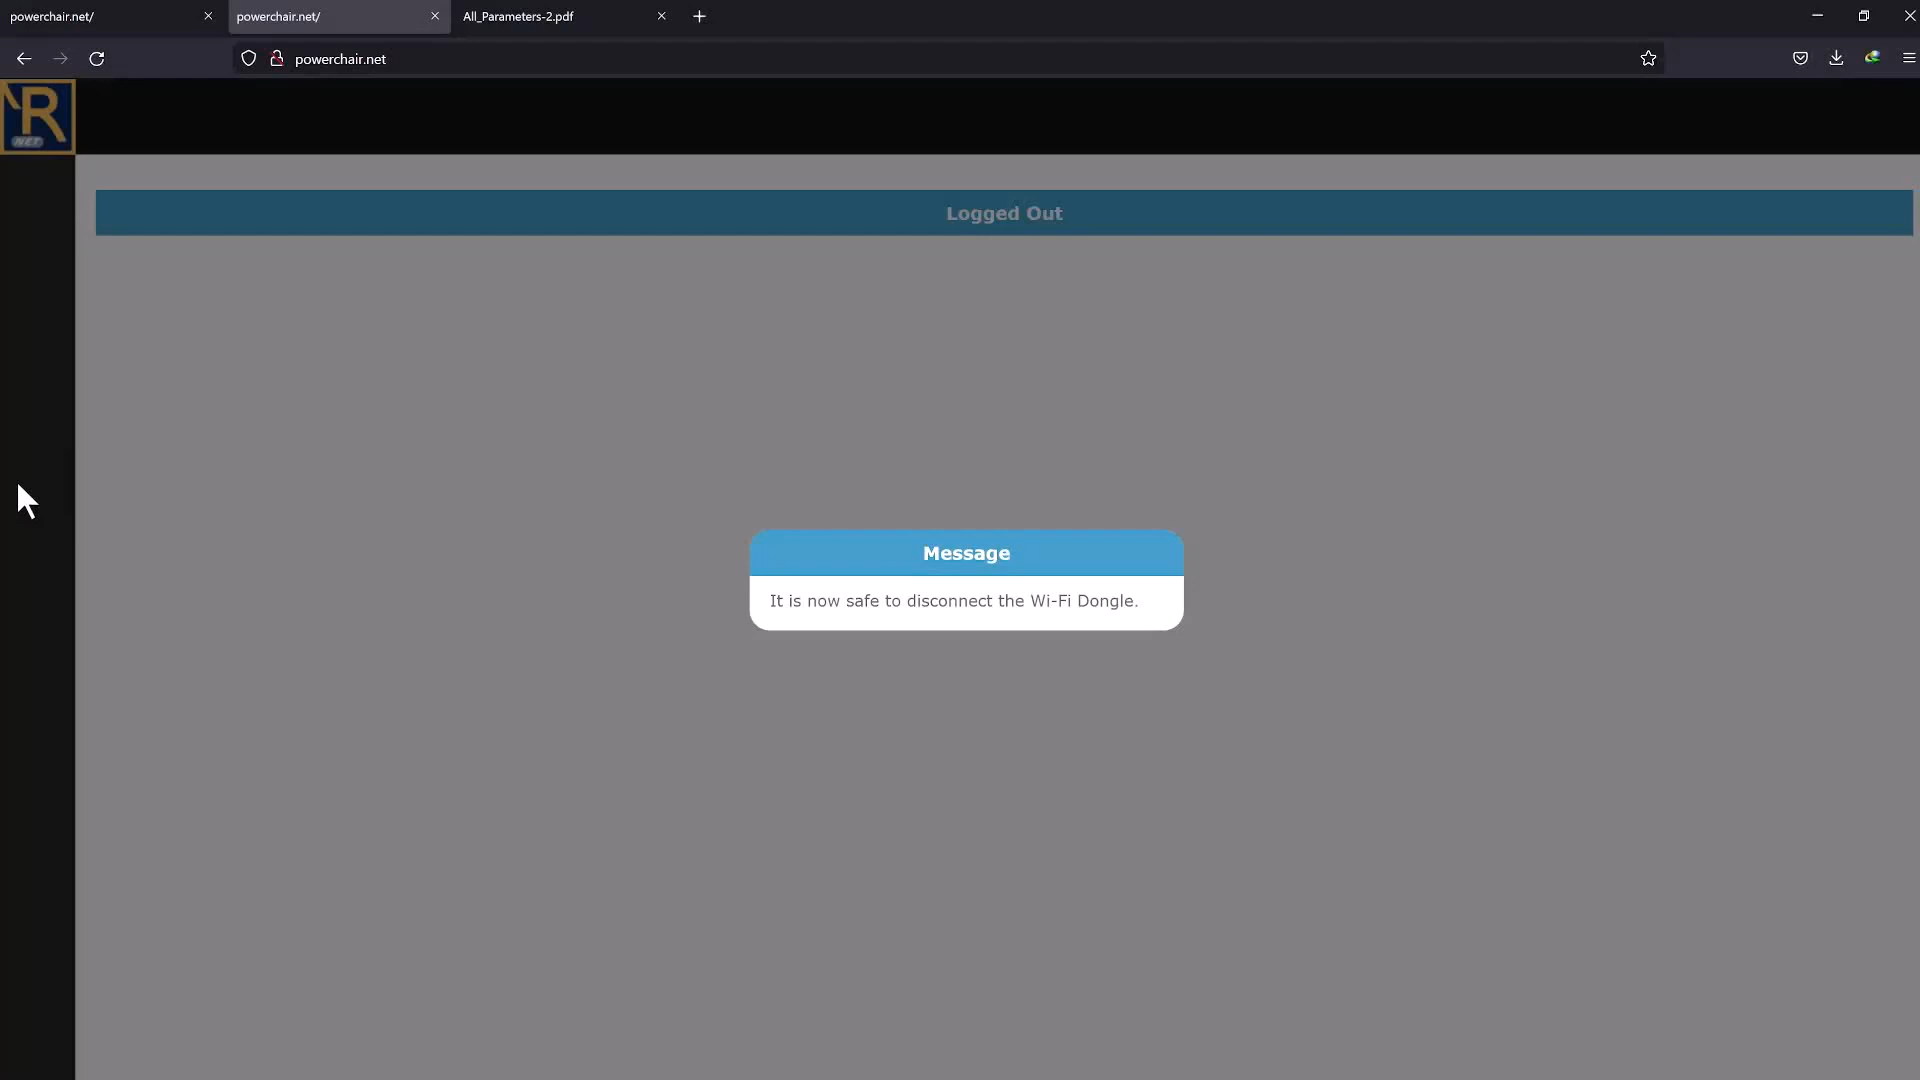 powerchair.net/
powerchair.net/
All_Parameters-2.pdf
powerchair.net
R
NET
Logged Out
Message
It is now safe to disconnect the Wi-Fi Dongle.